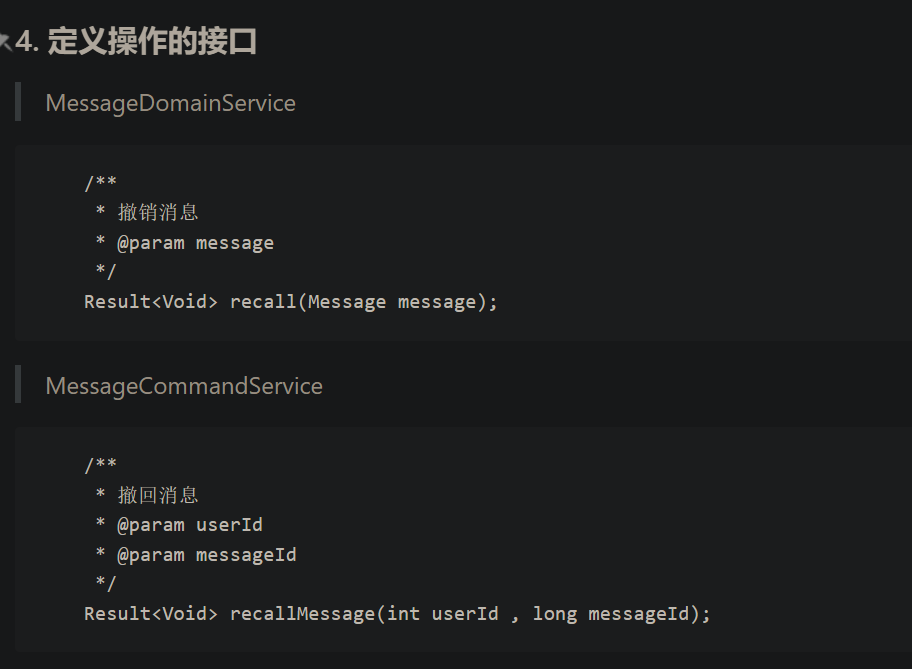 4. 定义操作的接口
MessageDomainService
/**
* 撤销消息
* @param message
*/
Result<Void> recall(Message message);
MessageCommandService
/**
* 撤回消息
* @param userId
* @param messageId
*/
Result<Void> recallMessage(int userId , long messageId);